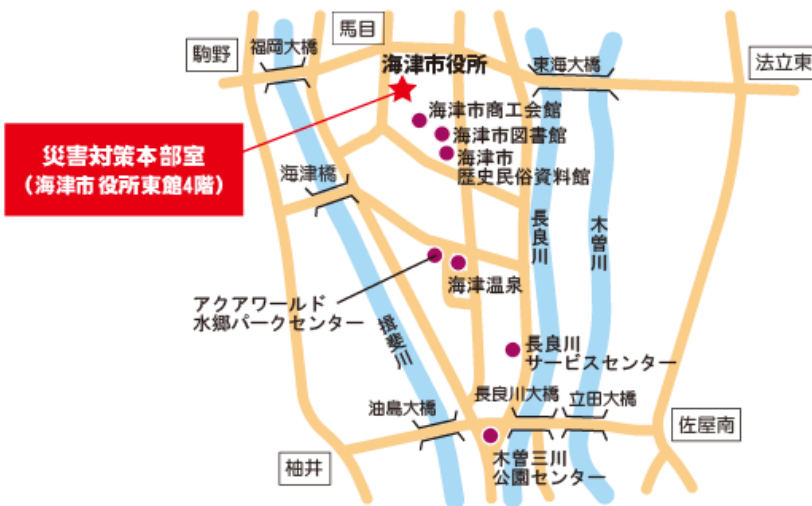 馬目
駒野
福岡大橋
海津市役所
東海大橋
法立東
海津市商工会館
海津市図書館
海津市
歴史民俗資料館
災害対策本部室
（海津市役所東館4階）
海津橋
長良川
木曽川
海津温泉
アクアワールド
水郷パークセンター
揖斐川
長良川
サービスセンター
油島大橋
長良川大橋
立田大橋
佐屋南
柚井
木曽三川
公園センター